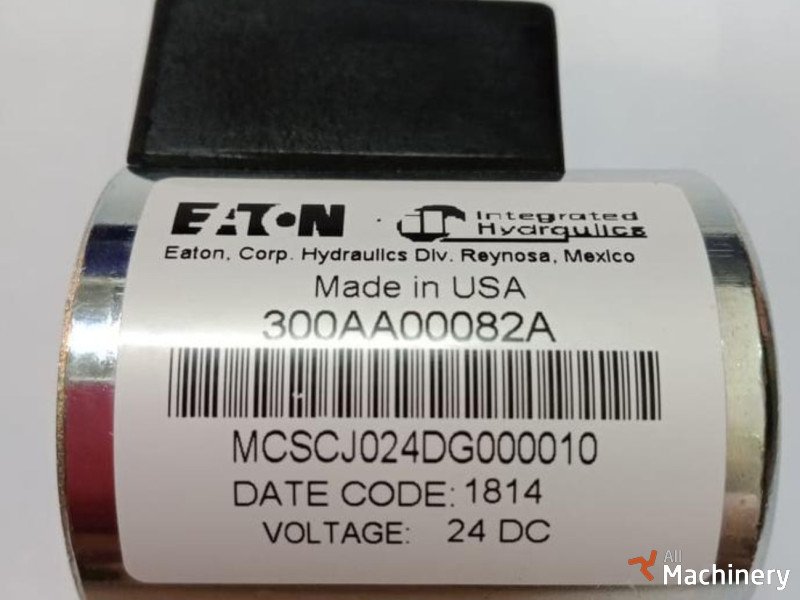 EATON iH Integrated
Hydraulics
Eaton, Corp. Hydraulics Div. Reynosa, Mexico
Made in USA
300AA00082A
MCSCJ024DG000010
DATE CODE: 1814
VOLTAGE: 24 DC
All
Machinery